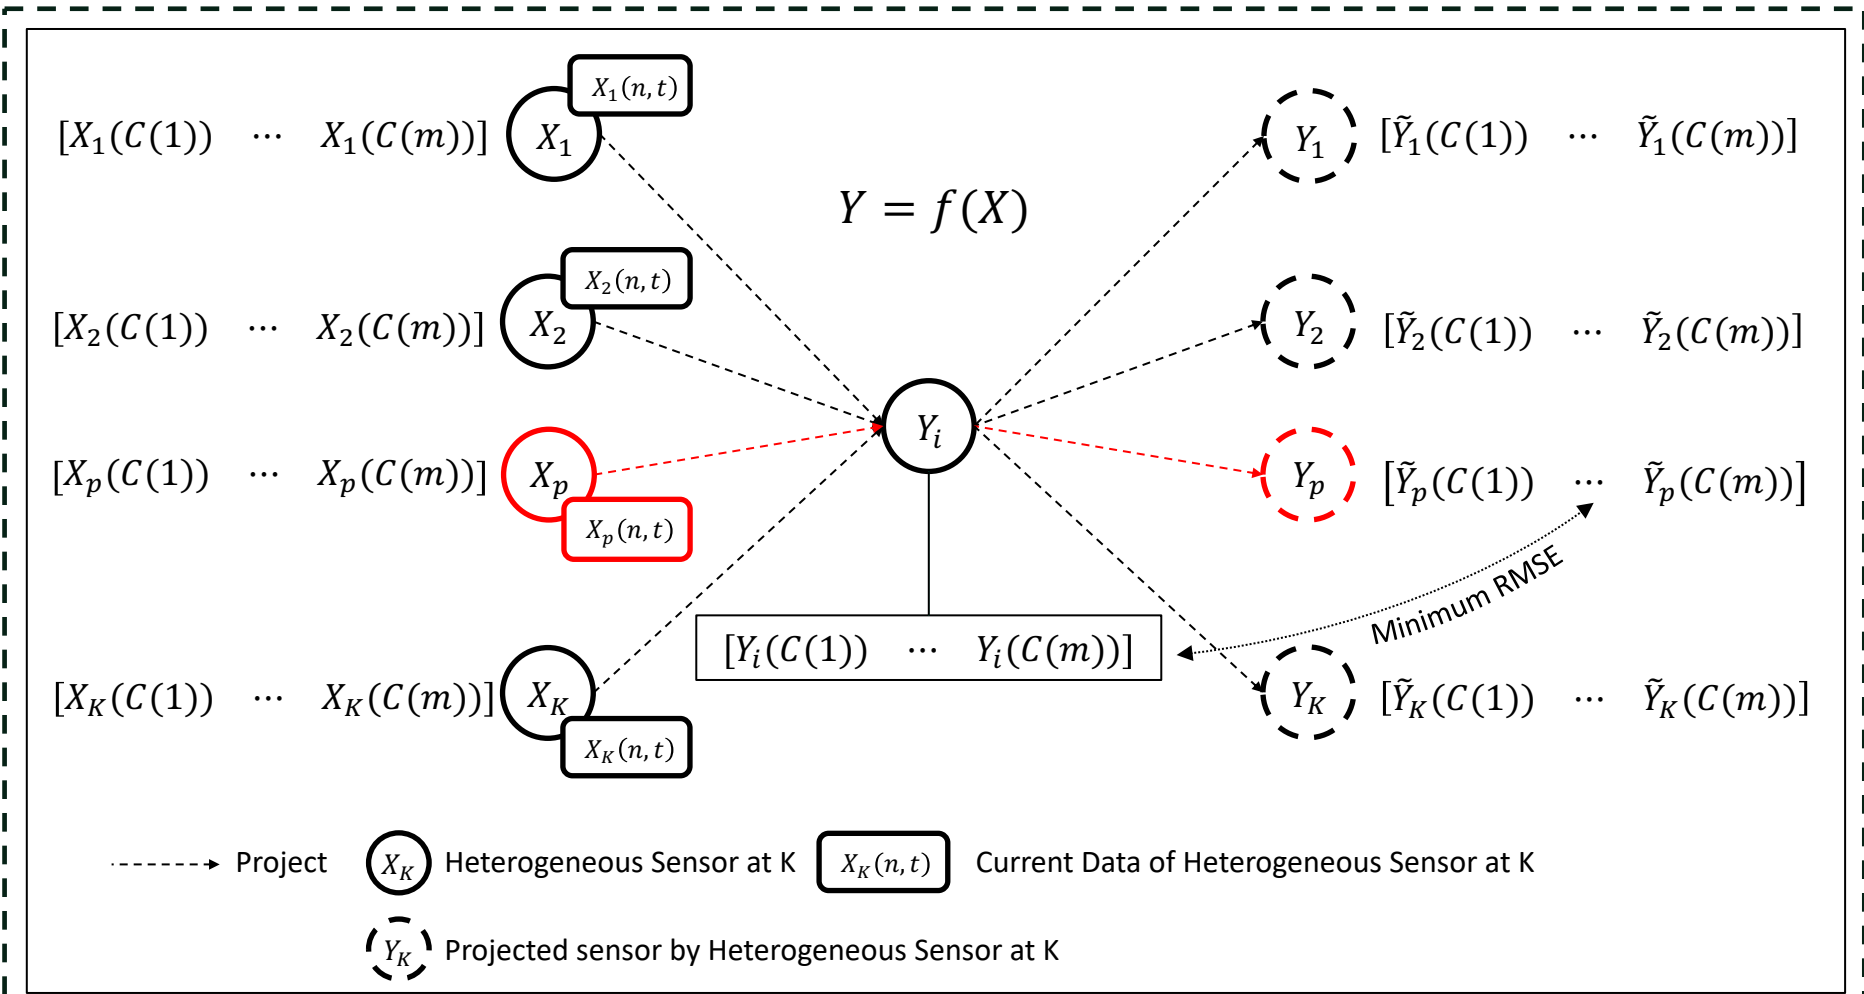 X₁(n,t)
[X₁(C(1)) ⋯ X₁(C(m))] X₁ Y₁ [Ỹ₁(C(1)) ⋯ Ỹ₁(C(m))]
Y = f(X)
X₂(n,t)
[X₂(C(1)) ⋯ X₂(C(m))] X₂ Y₂ [Ỹ₂(C(1)) ⋯ Ỹ₂(C(m))]
Yᵢ
[Xₚ(C(1)) ⋯ Xₚ(C(m))] Xₚ Yₚ [Ỹₚ(C(1)) ⋯ Ỹₚ(C(m))]
Xₚ(n,t)
Minimum RMSE
[Yᵢ(C(1)) ⋯ Yᵢ(C(m))]
[X_K(C(1)) ⋯ X_K(C(m))] X_K Y_K [Ỹ_K(C(1)) ⋯ Ỹ_K(C(m))]
X_K(n,t)
Project X_K Heterogeneous Sensor at K X_K(n,t) Current Data of Heterogeneous Sensor at K
Y_K Projected sensor by Heterogeneous Sensor at K